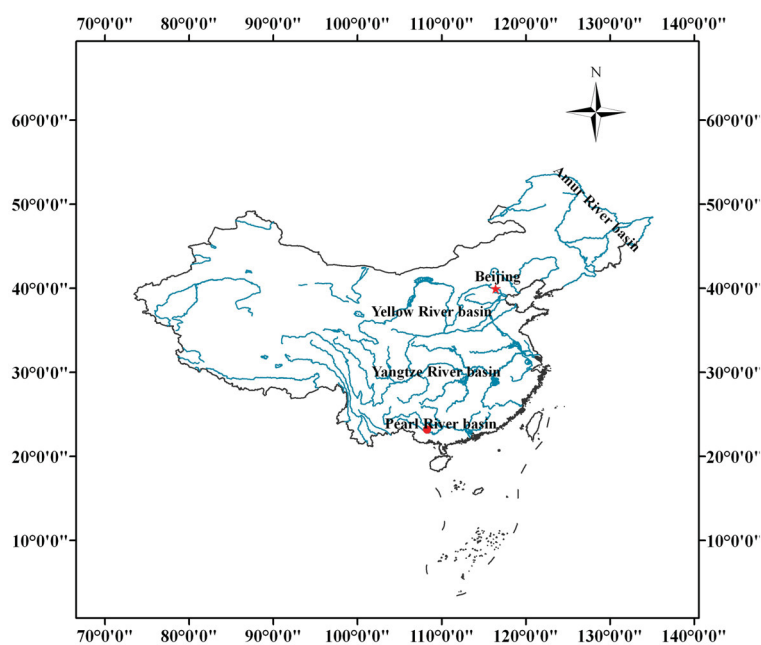 70°0'0" 80°0'0" 90°0'0" 100°0'0" 110°0'0" 120°0'0" 130°0'0" 140°0'0"
N
60°0'0" 60°0'0"
Amur River basin
50°0'0" 50°0'0"
Beijing
40°0'0" 40°0'0"
Yellow River basin
30°0'0" Yangtze River basin 30°0'0"
Pearl River basin
20°0'0" 20°0'0"
10°0'0" 10°0'0"
70°0'0" 80°0'0" 90°0'0" 100°0'0" 110°0'0" 120°0'0" 130°0'0" 140°0'0"